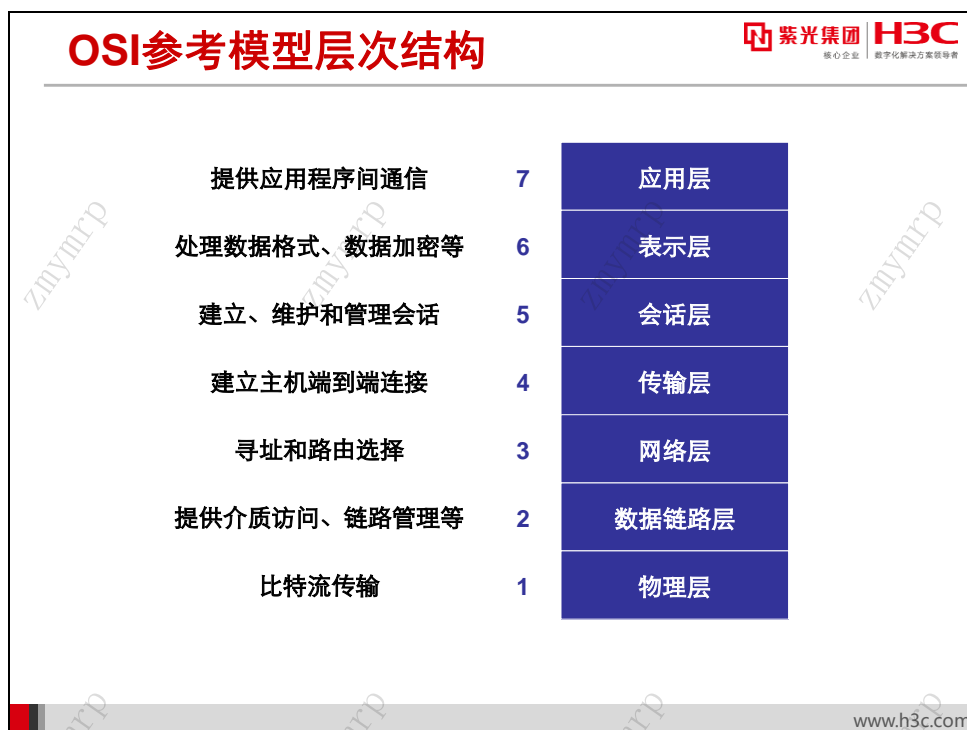 OSI参考模型层次结构
紫光集团 H3C
核心企业 数字化解决方案领导者
提供应用程序间通信 7 应用层
处理数据格式、数据加密等 6 表示层
建立、维护和管理会话 5 会话层
建立主机端到端连接 4 传输层
寻址和路由选择 3 网络层
提供介质访问、链路管理等 2 数据链路层
比特流传输 1 物理层
zmymrp
zmymrp
zmymrp
zmymrp
www.h3c.com